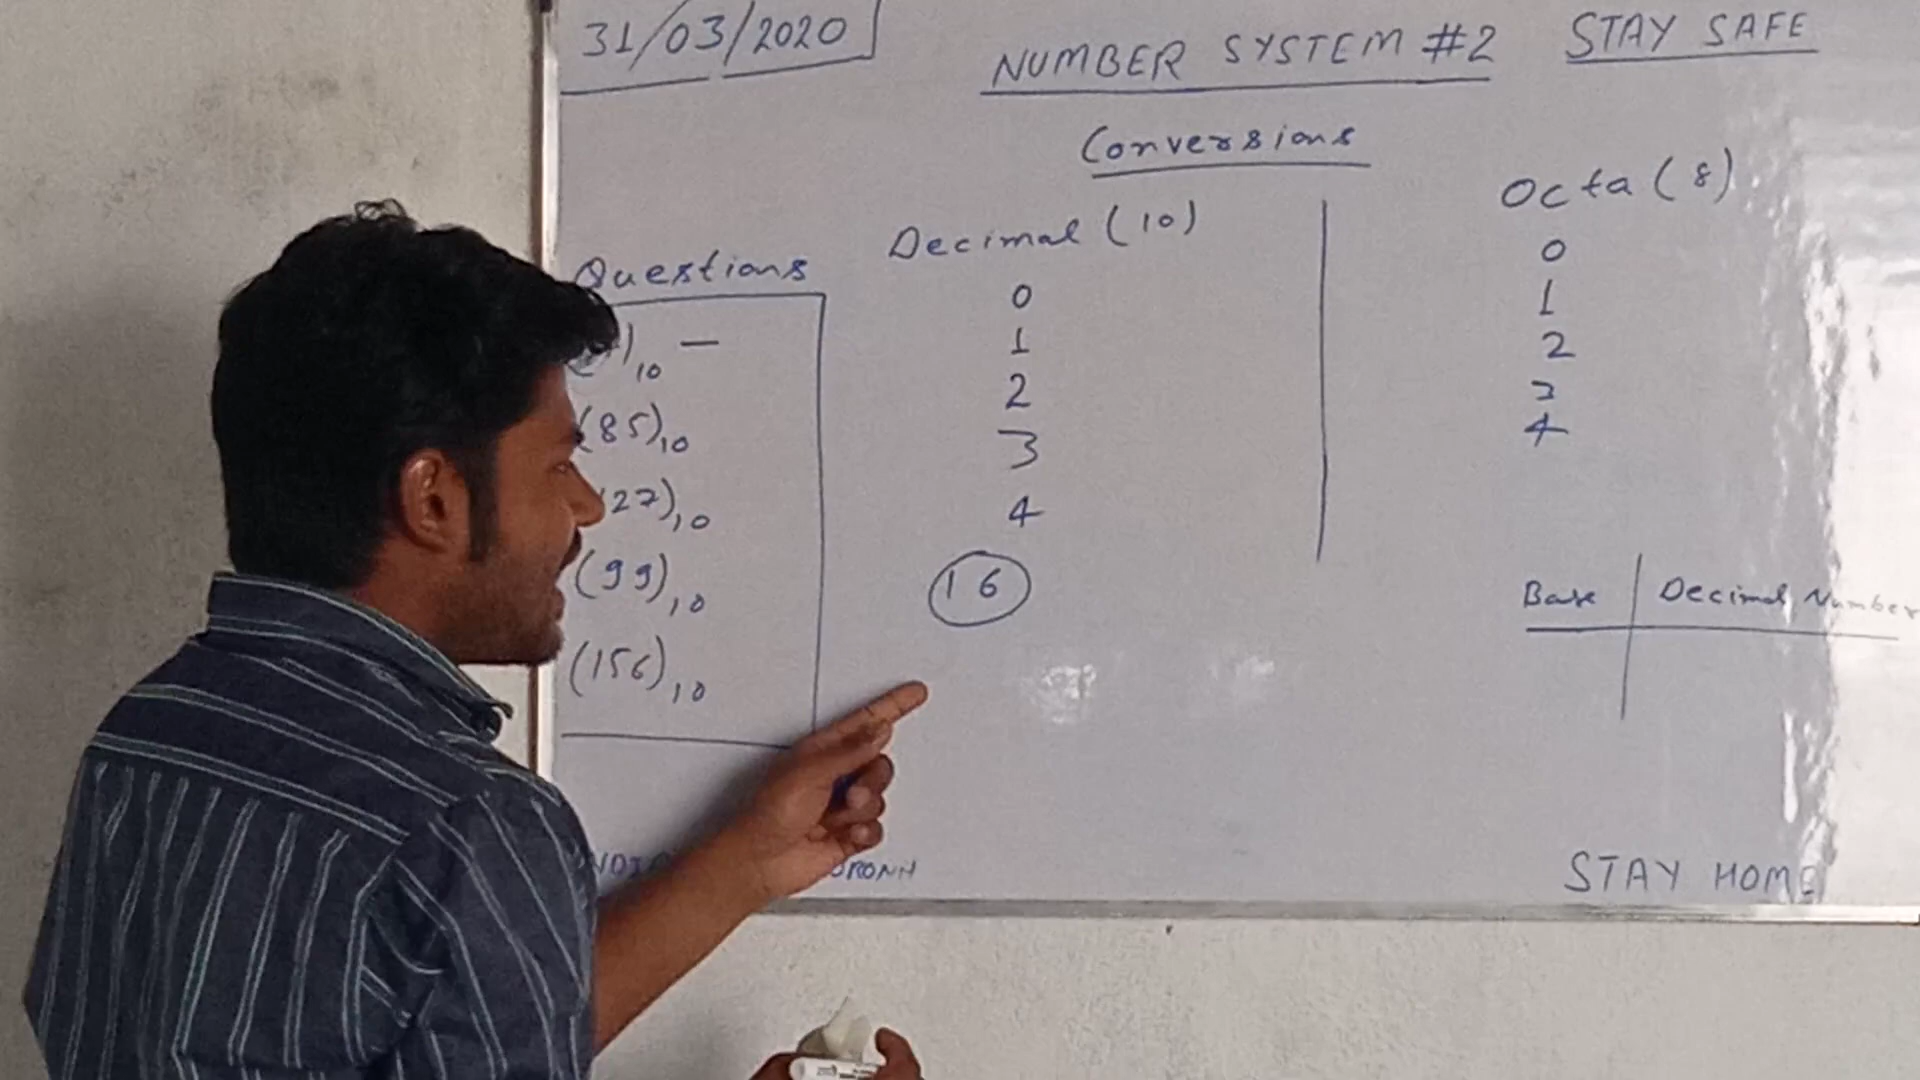 31/03/2020
NUMBER SYSTEM #2
STAY SAFE
Conversions
Questions
)10 —
(85)10
27)10
(99)10
(156)10
Decimal (10)
0
1
2
3
4
16
Octa (8)
0
1
2
3
4
Base Decimal Number
STAY HOME